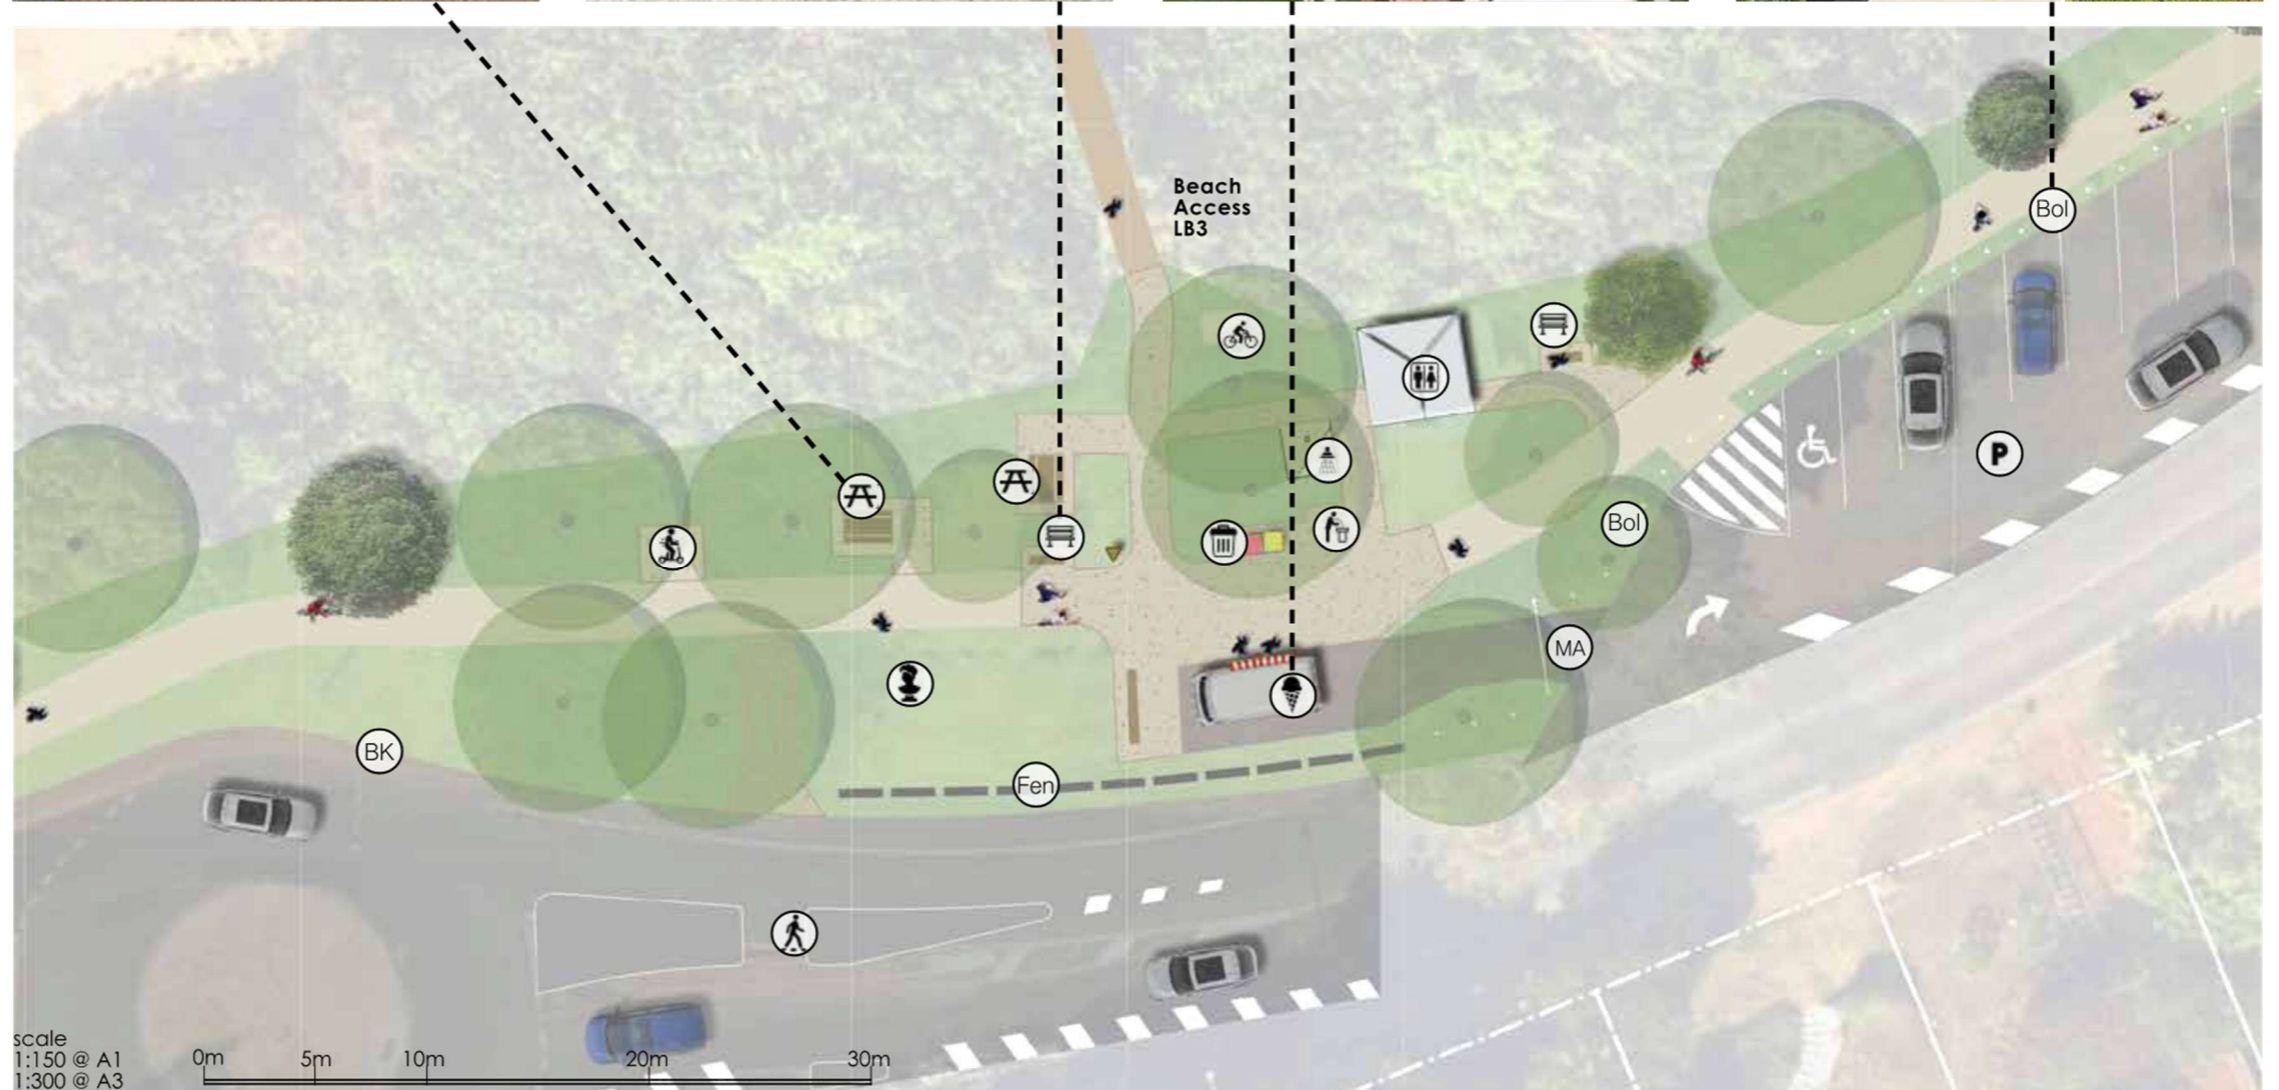 Beach
Access
LB3
Bol
P
Bol
MA
BK
Fen
scale
1:150 @ A1
1:300 @ A3
0m 5m 10m 20m 30m